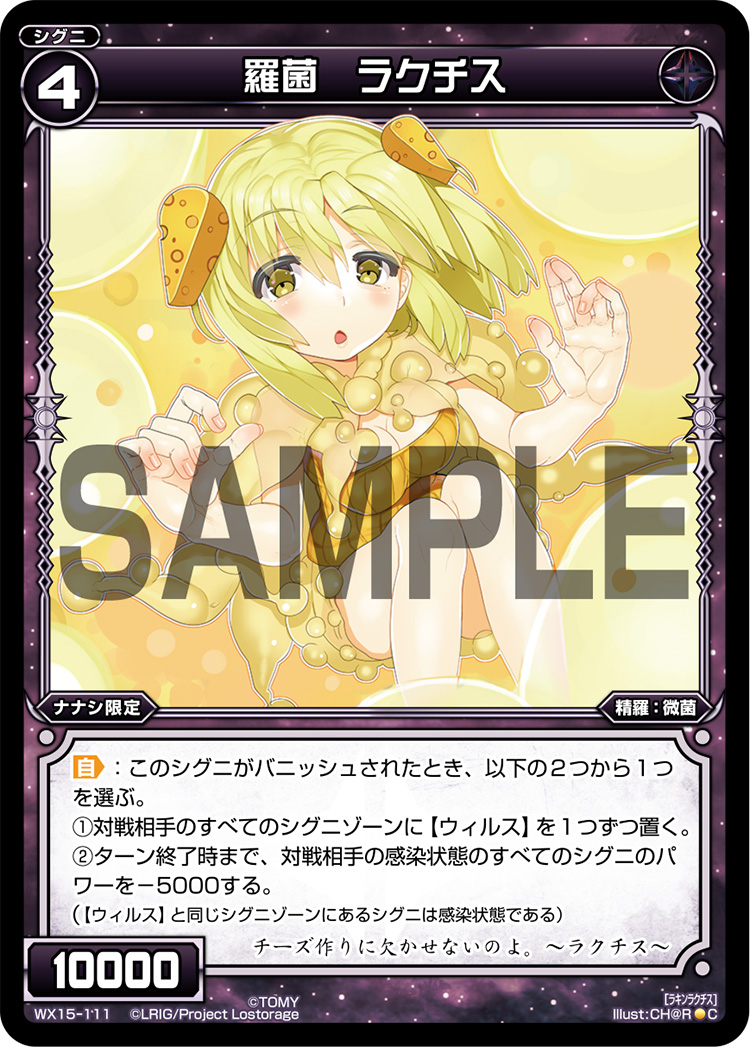 シグニ
4
羅菌 ラクチス
SAMPLE
ナナシ限定
精羅:微菌
自:このシグニがバニッシュされたとき、以下の2つから1つ
を選ぶ。
①対戦相手のすべてのシグニゾーンに【ウィルス】を1つずつ置く。
②ターン終了時まで、対戦相手の感染状態のすべてのシグニのパ
ワーを-5000する。
(【ウィルス】と同じシグニゾーンにあるシグニは感染状態である)
チーズ作りに欠かせないのよ。~ラクチス~
10000
©TOMY
[ラキンラクチス]
WX15-111 ©LRIG/Project Lostorage
Illust:CH@R C